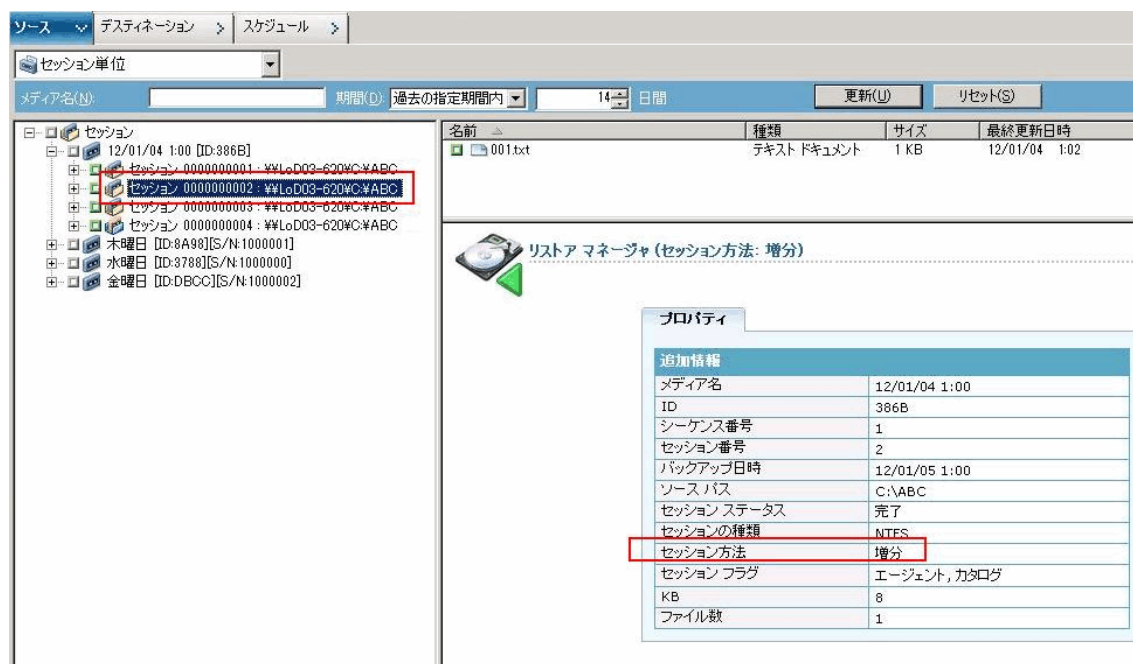 ソース デスティネーション スケジュール
セッション単位
メディア名(N): 期間(D): 過去の指定期間内 14 日間 更新(U) リセット(S)
セッション
12/01/04 1:00 [ID:386B]
セッション 0000000001 : ¥¥LoD03-620¥C:¥ABC
セッション 0000000002 : ¥¥LoD03-620¥C:¥ABC
セッション 0000000003 : ¥¥LoD03-620¥C:¥ABC
セッション 0000000004 : ¥¥LoD03-620¥C:¥ABC
木曜日 [ID:8A98][S/N:1000001]
水曜日 [ID:3788][S/N:1000000]
金曜日 [ID:DBCC][S/N:1000002]
名前 種類 サイズ 最終更新日時
001.txt テキスト ドキュメント 1 KB 12/01/04 1:02
リストア マネージャ (セッション方法: 増分)
プロパティ
追加情報
メディア名 12/01/04 1:00
ID 386B
シーケンス番号 1
セッション番号 2
バックアップ日時 12/01/05 1:00
ソース パス C:\ABC
セッション ステータス 完了
セッションの種類 NTFS
セッション方法 増分
セッション フラグ エージェント, カタログ
KB 8
ファイル数 1